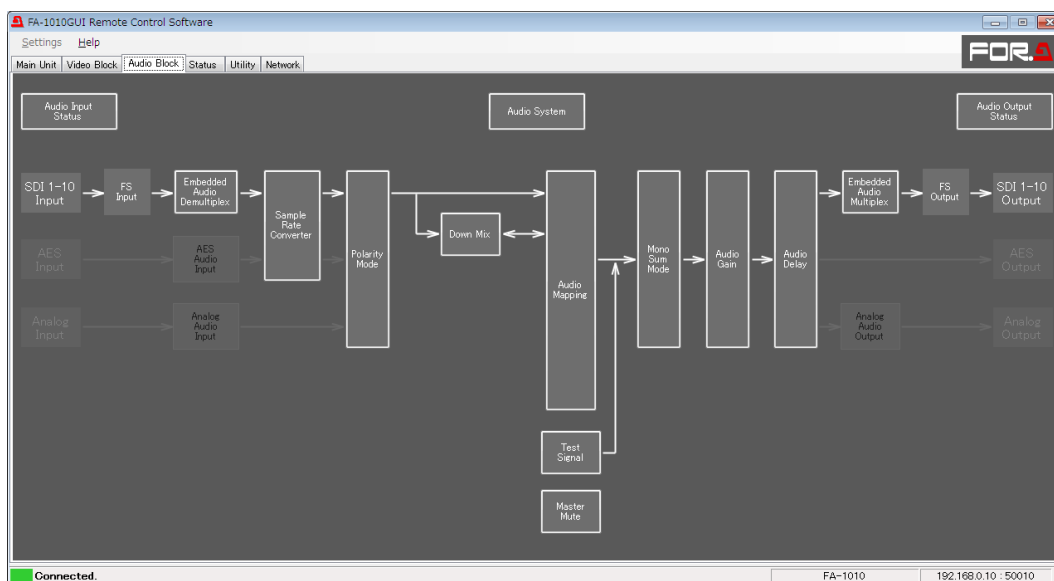 FA-1010GUI Remote Control Software
Settings Help
FOR.A
Main Unit Video Block Audio Block Status Utility Network
Audio Input
Status
Audio System
Audio Output
Status
SDI 1-10
Input
FS
Input
Embedded
Audio
Demultiplex
Sample
Rate
Converter
Polarity
Mode
Down Mix
Audio
Mapping
Mono
Sum
Mode
Audio
Gain
Audio
Delay
Embedded
Audio
Multiplex
FS
Output
SDI 1-10
Output
AES
Input
AES
Audio
Input
AES
Output
Analog
Input
Analog
Audio
Input
Analog
Audio
Output
Analog
Output
Test
Signal
Master
Mute
Connected.
FA-1010
192.168.0.10 : 50010